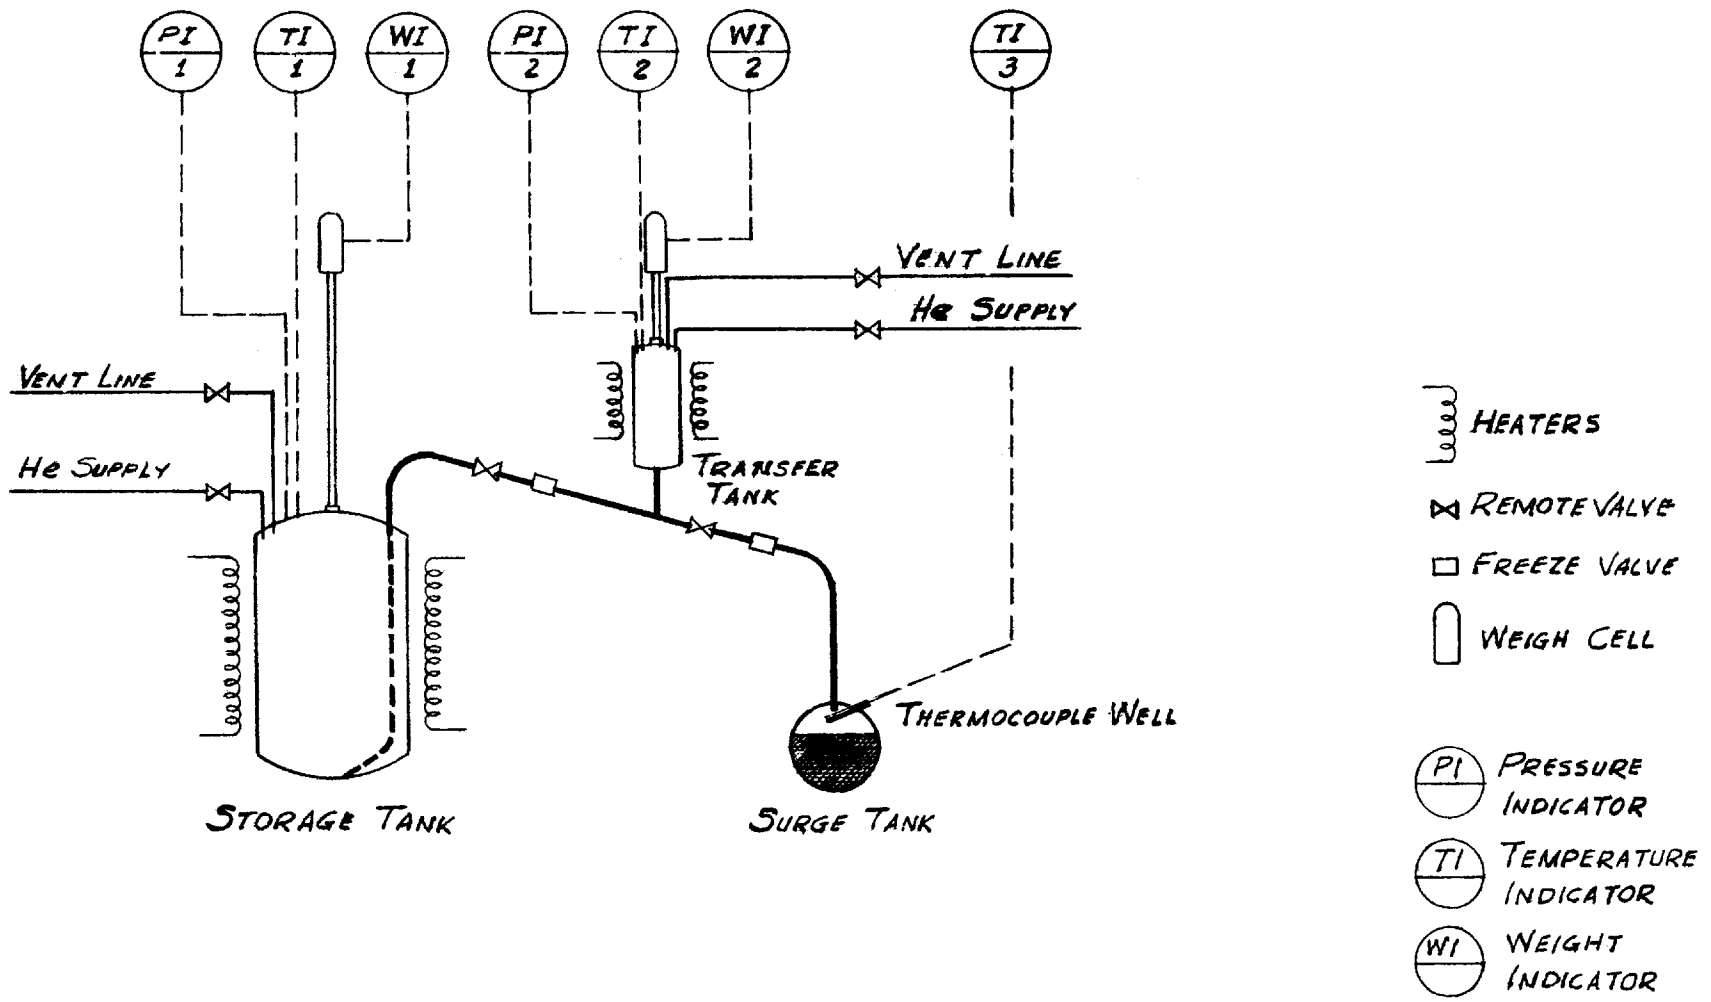 PI
1
TI
1
WI
1
PI
2
TI
2
WI
2
TI
3
VENT LINE
He SUPPLY
VENT LINE
He SUPPLY
TRANSFER
TANK
THERMOCOUPLE WELL
STORAGE TANK
SURGE TANK
HEATERS
REMOTE VALVE
FREEZE VALVE
WEIGH CELL
PI
PRESSURE
INDICATOR
TI
TEMPERATURE
INDICATOR
WI
WEIGHT
INDICATOR